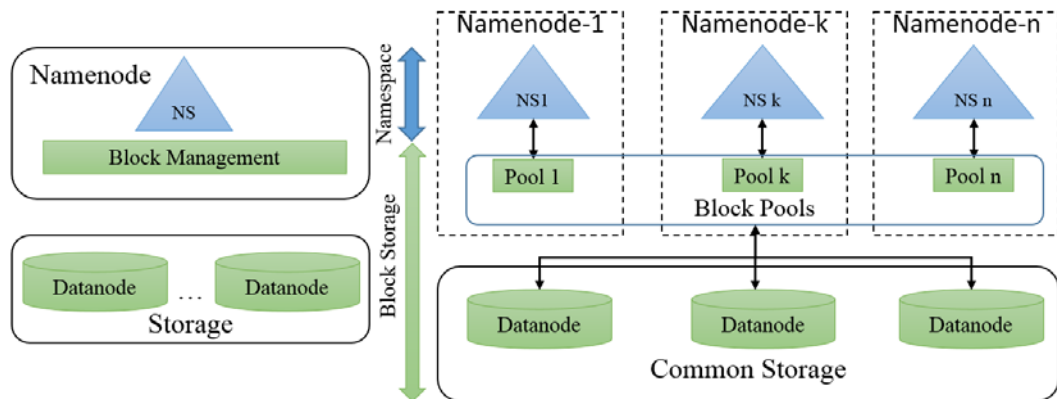 Namenode
NS
Block Management
Datanode
...
Datanode
Storage
Namespace
Block Storage
Namenode-1
Namenode-k
Namenode-n
NS1
NS k
NS n
Pool 1
Pool k
Pool n
Block Pools
Datanode
Datanode
Datanode
Common Storage